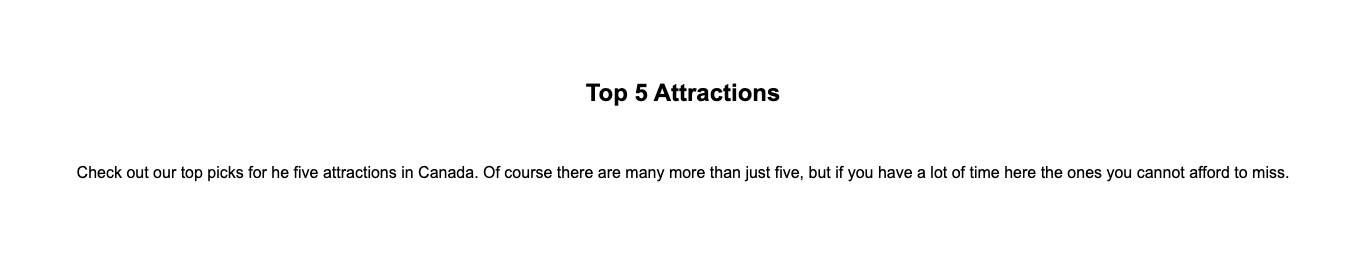 Top 5 Attractions
Check out our top picks for he five attractions in Canada. Of course there are many more than just five, but if you have a lot of time here the ones you cannot afford to miss.